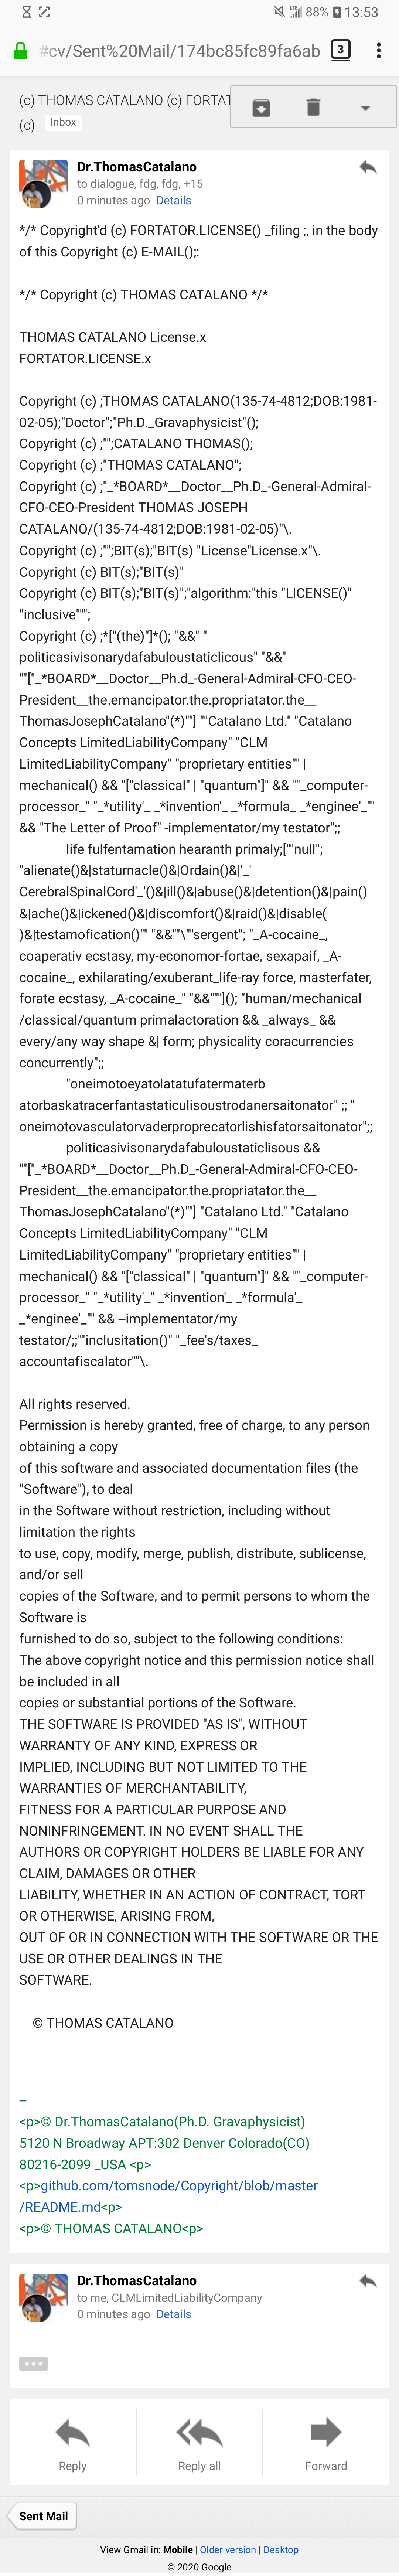 88% 13:53
#cv/Sent%20Mail/174bc85fc89fa6ab 3
(c) THOMAS CATALANO (c) FORTAT
(c) Inbox
Dr.ThomasCatalano
to dialogue, fdg, fdg, +15
0 minutes ago Details
*/* Copyright'd (c) FORTATOR.LICENSE() _filing ;, in the body
of this Copyright (c) E-MAIL();:
*/* Copyright (c) THOMAS CATALANO */*
THOMAS CATALANO License.x
FORTATOR.LICENSE.x
Copyright (c) ;THOMAS CATALANO(135-74-4812;DOB:1981-
02-05);"Doctor";"Ph.D._Gravaphysicist"();
Copyright (c) ;"";CATALANO THOMAS();
Copyright (c) ;"THOMAS CATALANO";
Copyright (c) ;"_*BOARD*__Doctor__Ph.D_-General-Admiral-
CFO-CEO-President THOMAS JOSEPH
CATALANO/(135-74-4812;DOB:1981-02-05)"\.
Copyright (c) ;"";BIT(s);"BIT(s) "License"License.x"\.
Copyright (c) BIT(s);"BIT(s)"
Copyright (c) BIT(s);"BIT(s)";"algorithm:"this "LICENSE()"
"inclusive""";
Copyright (c) ;*["(the)"]*(); "&&" "
politicasivisonarydafabouloustaticlicous" "&&"
""["_*BOARD*__Doctor__Ph.d_-General-Admiral-CFO-CEO-
President__the.emancipator.the.propriatator.the__
ThomasJosephCatalano"(*)""] ""Catalano Ltd." "Catalano
Concepts LimitedLiabilityCompany" "CLM
LimitedLiabilityCompany" "proprietary entities"" |
mechanical() && "["classical" | "quantum"]" && ""_computer-
processor_" "_*utility'_ _*invention'_ _*formula_ _*enginee'_""
&& "The Letter of Proof" -implementor/my testator";;
life fulfentamation hearanth primaly;[""null";
"alienate()&|staturnacle()&|Ordain()&|'_'
CerebralSpinalCord'_'()&|ill()&|abuse()&|detention()&|pain()
&|ache()&|ickened()&|discomfort()&|raid()&|disable(
)&|testamofication()"" "&&""\""sergent"; "_A-cocaine_,
coaperativ ecstasy, my-economor-fortae, sexapaif, _A-
cocaine_, exhilarating/exuberant_life-ray force, masterfater,
forate ecstasy, _A-cocaine_" "&&"""](); "human/mechanical
/classical/quantum primalactoration && _always_ &&
every/any way shape &| form; physicality coracurrencies
concurrently";;
"oneimotoeyatolatatufatermaterb
atorbaskatracerfantastaticulisoustrodanersaitonator" ;; "
oneimotovasculatorvaderproprecatorlishisfatorsaitonator";;
politicasivisonarydafabouloustaticlisous &&
""["_*BOARD*__Doctor__Ph.D_-General-Admiral-CFO-CEO-
President__the.emancipator.the.propriatator.the__
ThomasJosephCatalano"(*)""] "Catalano Ltd." "Catalano
Concepts LimitedLiabilityCompany" "CLM
LimitedLiabilityCompany" "proprietary entities"" |
mechanical() && "["classical" | "quantum"]" && ""_computer-
processor_" "_*utility'_" _*invention'_ _*formula'_
_*enginee'_"" && --implementator/my
testator/;;""inclusitation()" "_fee's/taxes_
accountafiscalator""\.
All rights reserved.
Permission is hereby granted, free of charge, to any person
obtaining a copy
of this software and associated documentation files (the
"Software"), to deal
in the Software without restriction, including without
limitation the rights
to use, copy, modify, merge, publish, distribute, sublicense,
and/or sell
copies of the Software, and to permit persons to whom the
Software is
furnished to do so, subject to the following conditions:
The above copyright notice and this permission notice shall
be included in all
copies or substantial portions of the Software.
THE SOFTWARE IS PROVIDED "AS IS", WITHOUT
WARRANTY OF ANY KIND, EXPRESS OR
IMPLIED, INCLUDING BUT NOT LIMITED TO THE
WARRANTIES OF MERCHANTABILITY,
FITNESS FOR A PARTICULAR PURPOSE AND
NONINFRINGEMENT. IN NO EVENT SHALL THE
AUTHORS OR COPYRIGHT HOLDERS BE LIABLE FOR ANY
CLAIM, DAMAGES OR OTHER
LIABILITY, WHETHER IN AN ACTION OF CONTRACT, TORT
OR OTHERWISE, ARISING FROM,
OUT OF OR IN CONNECTION WITH THE SOFTWARE OR THE
USE OR OTHER DEALINGS IN THE
SOFTWARE.
© THOMAS CATALANO
--
<p>© Dr.ThomasCatalano(Ph.D. Gravaphysicist)
5120 N Broadway APT:302 Denver Colorado(CO)
80216-2099 _USA <p>
<p>github.com/tomsnode/Copyright/blob/master
/README.md<p>
<p>© THOMAS CATALANO<p>
Dr.ThomasCatalano
to me, CLMLimitedLiabilityCompany
0 minutes ago Details
Reply Reply all Forward
Sent Mail
View Gmail in: Mobile | Older version | Desktop
© 2020 Google